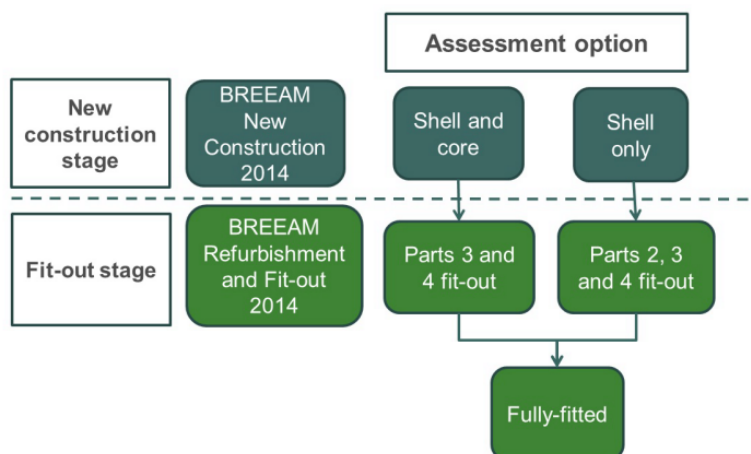 Assessment option
New
construction
stage
BREEAM
New
Construction
2014
Shell and
core
Shell
only
Fit-out stage
BREEAM
Refurbishment
and Fit-out
2014
Parts 3 and
4 fit-out
Parts 2, 3
and 4 fit-out
Fully-fitted